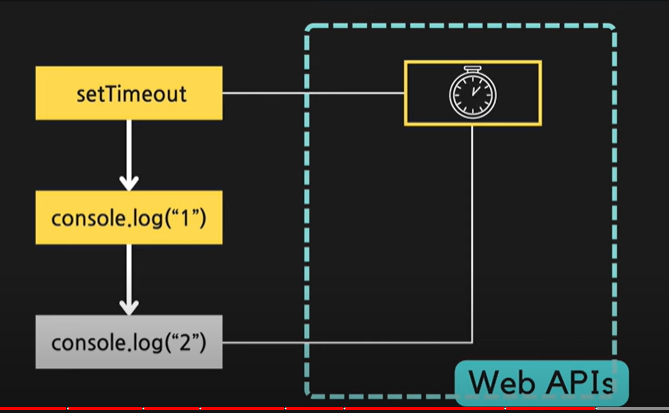 setTimeout
console.log(“1”)
console.log(“2”)
Web APIs